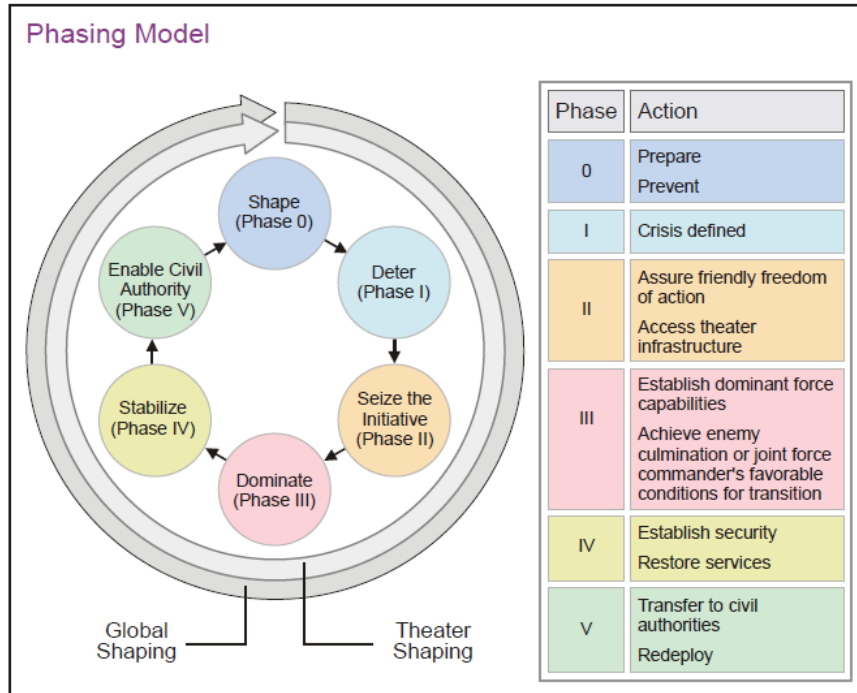 Phasing Model
Shape
(Phase 0)
Deter
(Phase I)
Seize the
Initiative
(Phase II)
Dominate
(Phase III)
Stabilize
(Phase IV)
Enable Civil
Authority
(Phase V)
Global
Shaping
Theater
Shaping
Phase Action
0
Prepare
Prevent
I
Crisis defined
II
Assure friendly freedom
of action
Access theater
infrastructure
III
Establish dominant force
capabilities
Achieve enemy
culmination or joint force
commander's favorable
conditions for transition
IV
Establish security
Restore services
V
Transfer to civil
authorities
Redeploy